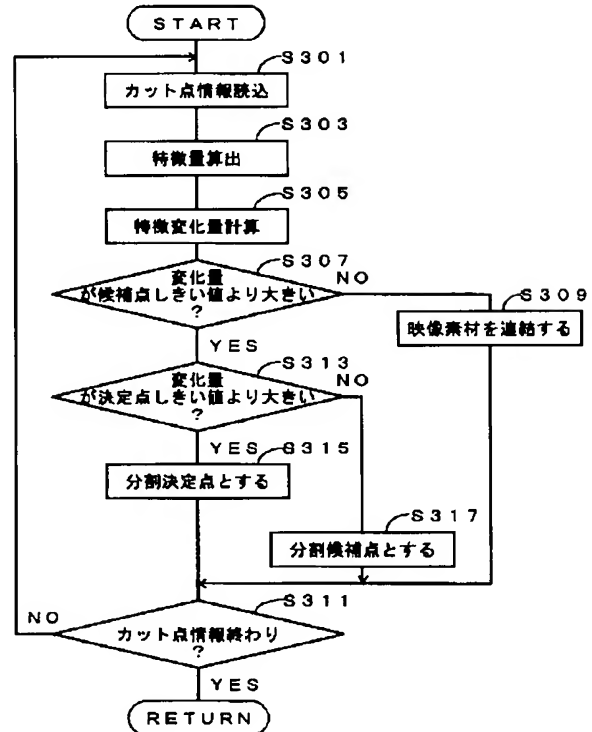 START
S301
カット点情報読込
S303
特徴量算出
S305
特徴変化量計算
S307
変化量
が候補点しきい値より大きい
?
NO
YES
S309
映像素材を連結する
S313
変化量
が決定点しきい値より大きい
?
NO
YES
S315
分割決定点とする
S317
分割候補点とする
S311
NO
カット点情報終わり
?
YES
RETURN